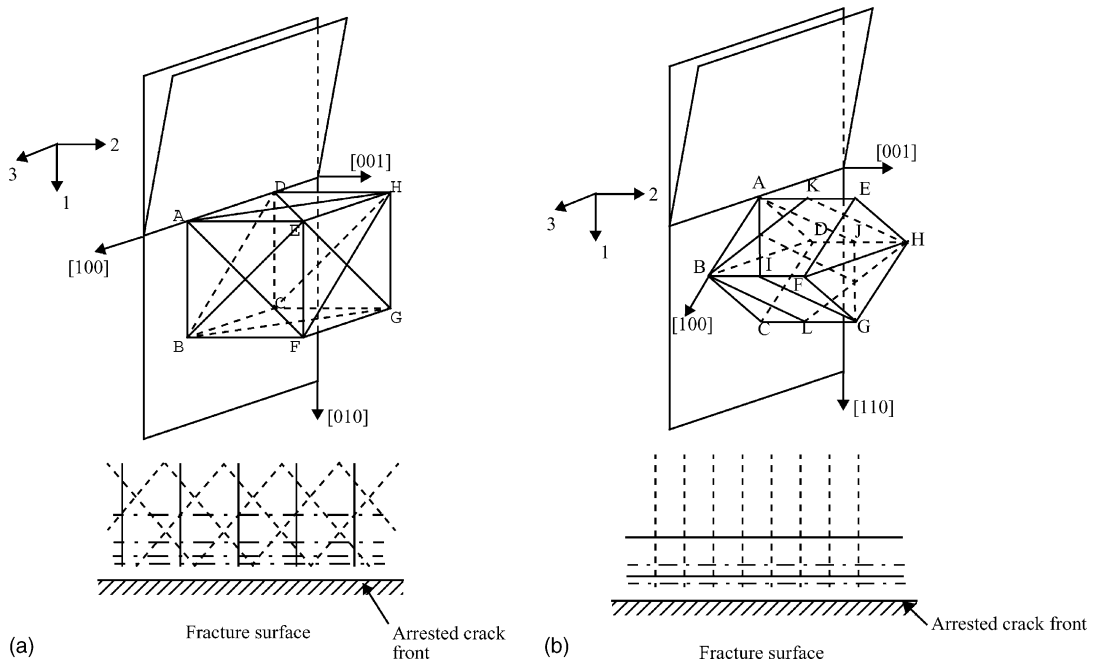 [001]
D
H
2
3
1
A
E
[100]
C
G
B
F
[010]
Fracture surface
Arrested crack
front
(a)
[001]
A
K
E
2
3
1
D
J
H
B
I
F
[100]
C
L
G
[110]
Arrested crack front
Fracture surface
(b)